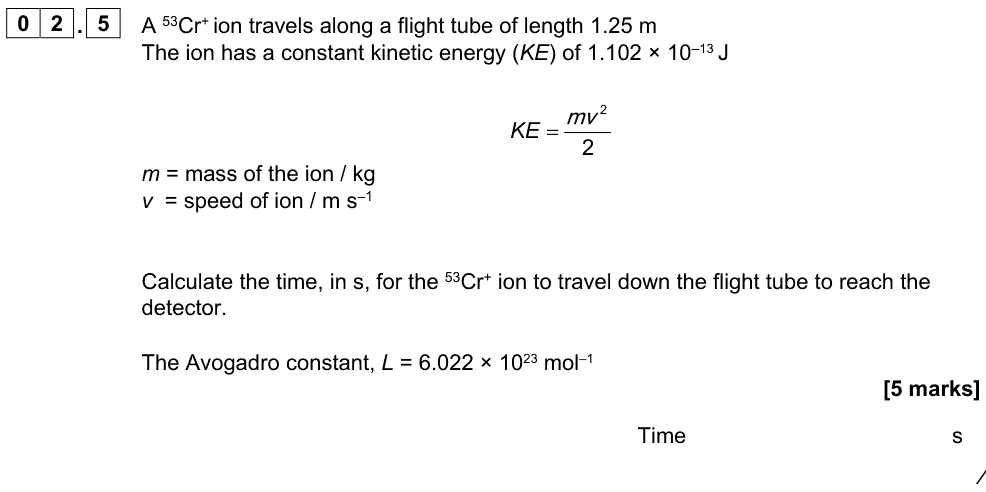 0 2 . 5 A ⁵³Cr⁺ ion travels along a flight tube of length 1.25 m
The ion has a constant kinetic energy (KE) of 1.102 × 10⁻¹³ J
KE = mv²/2
m = mass of the ion / kg
v = speed of ion / m s⁻¹
Calculate the time, in s, for the ⁵³Cr⁺ ion to travel down the flight tube to reach the
detector.
The Avogadro constant, L = 6.022 × 10²³ mol⁻¹
[5 marks]
Time s